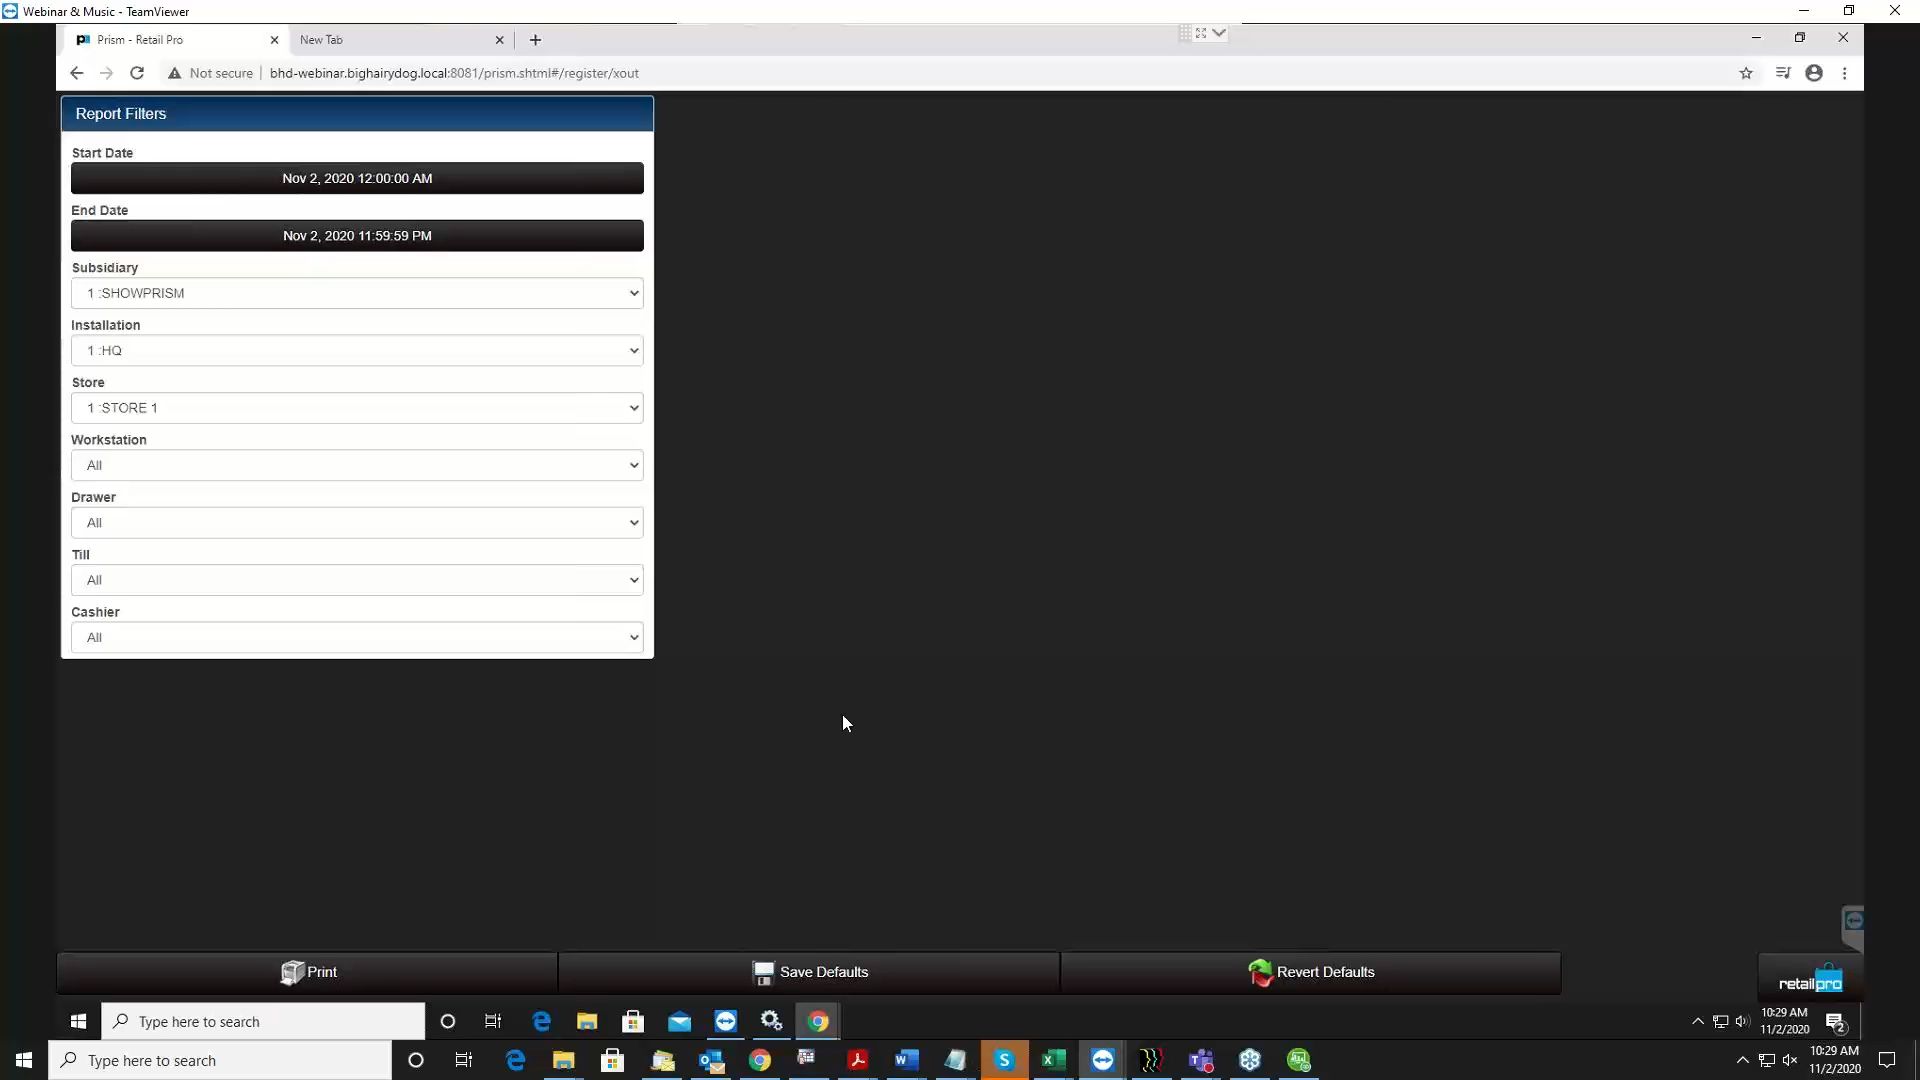 Webinar & Music - TeamViewer
Prism - Retail Pro
New Tab
Not secure
bhd-webinar.bighairydog.local:8081/prism.shtml#/register/xout
Report Filters
Start Date
Nov 2, 2020 12:00:00 AM
End Date
Nov 2, 2020 11:59:59 PM
Subsidiary
1 :SHOWPRISM
Installation
1 :HQ
Store
1 :STORE 1
Workstation
All
Drawer
All
Till
All
Cashier
All
Print
Save Defaults
Revert Defaults
retailpro
Type here to search
10:29 AM
11/2/2020
2
Type here to search
10:29 AM
11/2/2020